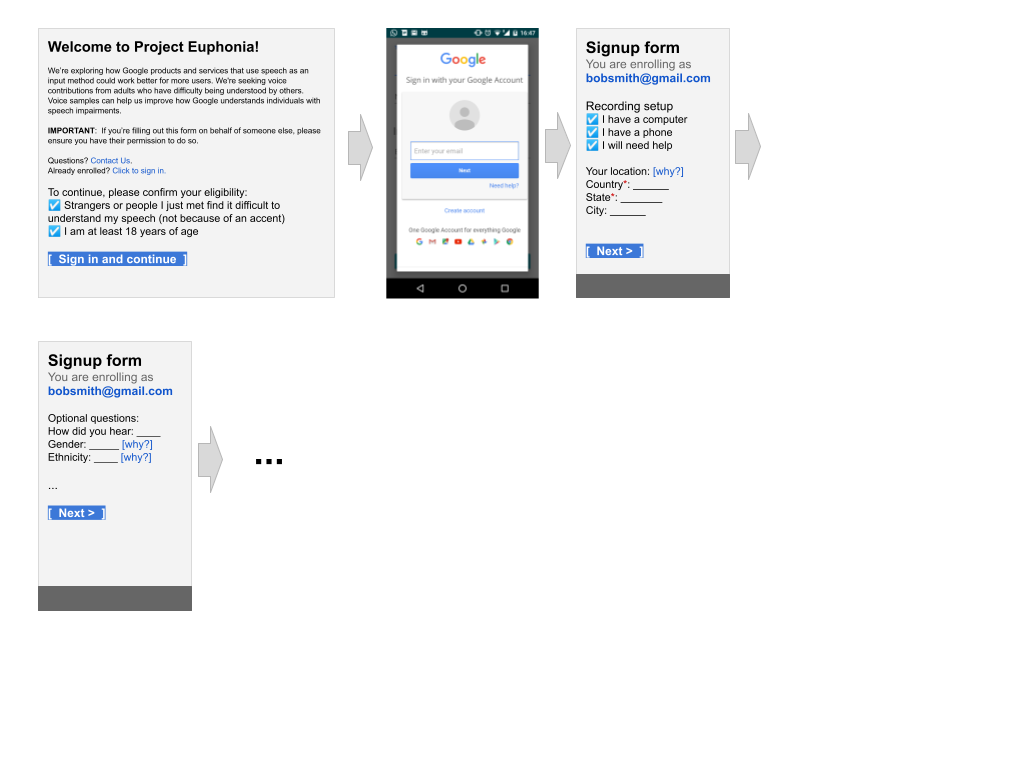 Welcome to Project Euphonia!
We're exploring how Google products and services that use speech as an
input method could work better for more users. We're seeking voice
contributions from adults who have difficulty being understood by others.
Voice samples can help us improve how Google understands individuals with
speech impairments.
IMPORTANT:  If you're filling out this form on behalf of someone else, please
ensure you have their permission to do so.
Questions? Contact Us.
Already enrolled? Click to sign in.
To continue, please confirm your eligibility:
☑ Strangers or people I just met find it difficult to
understand my speech (not because of an accent)
☑ I am at least 18 years of age
[  Sign in and continue  ]
16:47
Google
Sign in with your Google Account
Enter your email
Next
Need help?
Create account
One Google Account for everything Google
Signup form
You are enrolling as
bobsmith@gmail.com
Recording setup
☑ I have a computer
☑ I have a phone
☑ I will need help
Your location: [why?]
Country*: ______
State*: _______
City: ______
[  Next >  ]
Signup form
You are enrolling as
bobsmith@gmail.com
Optional questions:
How did you hear: ____
Gender: _____ [why?]
Ethnicity: ____ [why?]
...
[  Next >  ]
...